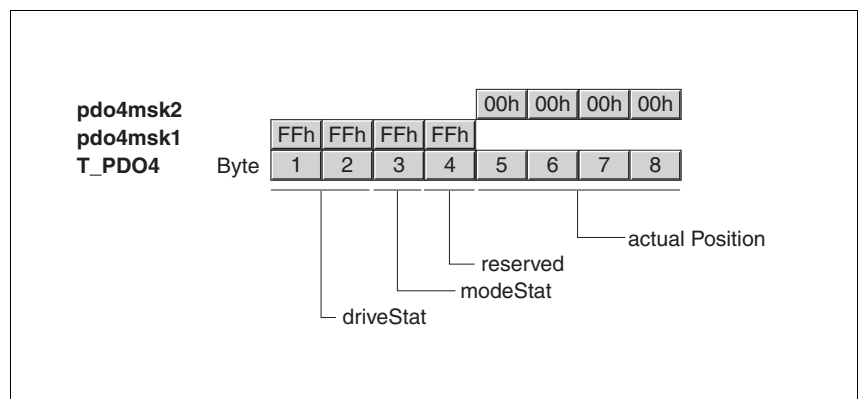 pdo4msk2 00h 00h 00h 00h
pdo4msk1 FFh FFh FFh FFh
T_PDO4 Byte 1 2 3 4 5 6 7 8
actual Position
reserved
modeStat
driveStat